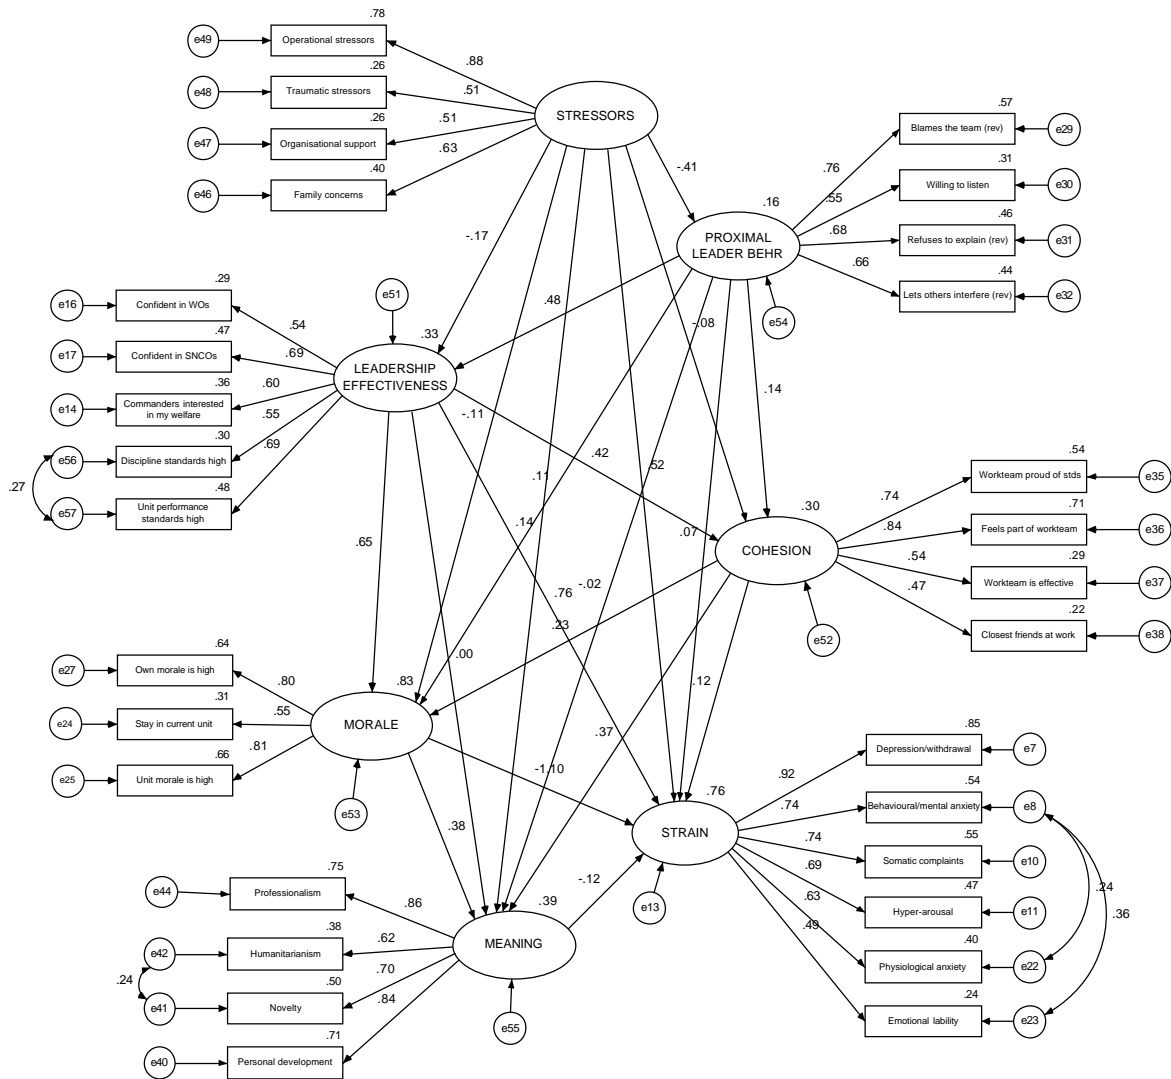 .78
e49
Operational stressors
.88
.26
e48
Traumatic stressors
.51
STRESSORS
.26
e47
Organisational support
.51
.63
.40
e46
Family concerns
-.41
.57
Blames the team (rev)
e29
.76
.31
Willing to listen
e30
.55
.16
PROXIMAL
LEADER BEHR
.46
Refuses to explain (rev)
e31
.68
.66
.44
Lets others interfere (rev)
e32
e54
-.17
.48
-.08
.14
e51
.33
LEADERSHIP
EFFECTIVENESS
.29
e16
Confident in WOs
.54
.47
e17
Confident in SNCOs
.69
.36
e14
Commanders interested
in my welfare
.60
.55
.30
e56
Discipline standards high
.69
.27
.48
e57
Unit performance
standards high
-.11
.42
.52
.11
.14
.07
.65
.76
-.02
.23
.00
.12
.37
.30
COHESION
e52
.54
Workteam proud of stds
e35
.74
.71
Feels part of workteam
e36
.84
.29
Workteam is effective
e37
.54
.47
.22
Closest friends at work
e38
.64
e27
Own morale is high
.80
.83
MORALE
.31
e24
Stay in current unit
.55
.81
.66
e25
Unit morale is high
e53
-1.10
.38
-.12
.76
STRAIN
e13
.85
Depression/withdrawal
e7
.92
.54
Behavioural/mental anxiety
e8
.74
.55
Somatic complaints
e10
.74
.69
.47
Hyper-arousal
e11
.63
.24
.36
.49
.40
Physiological anxiety
e22
.24
Emotional lability
e23
.75
e44
Professionalism
.86
.39
MEANING
.38
e42
Humanitarianism
.62
.24
.70
.50
e41
Novelty
.84
.71
e40
Personal development
e55